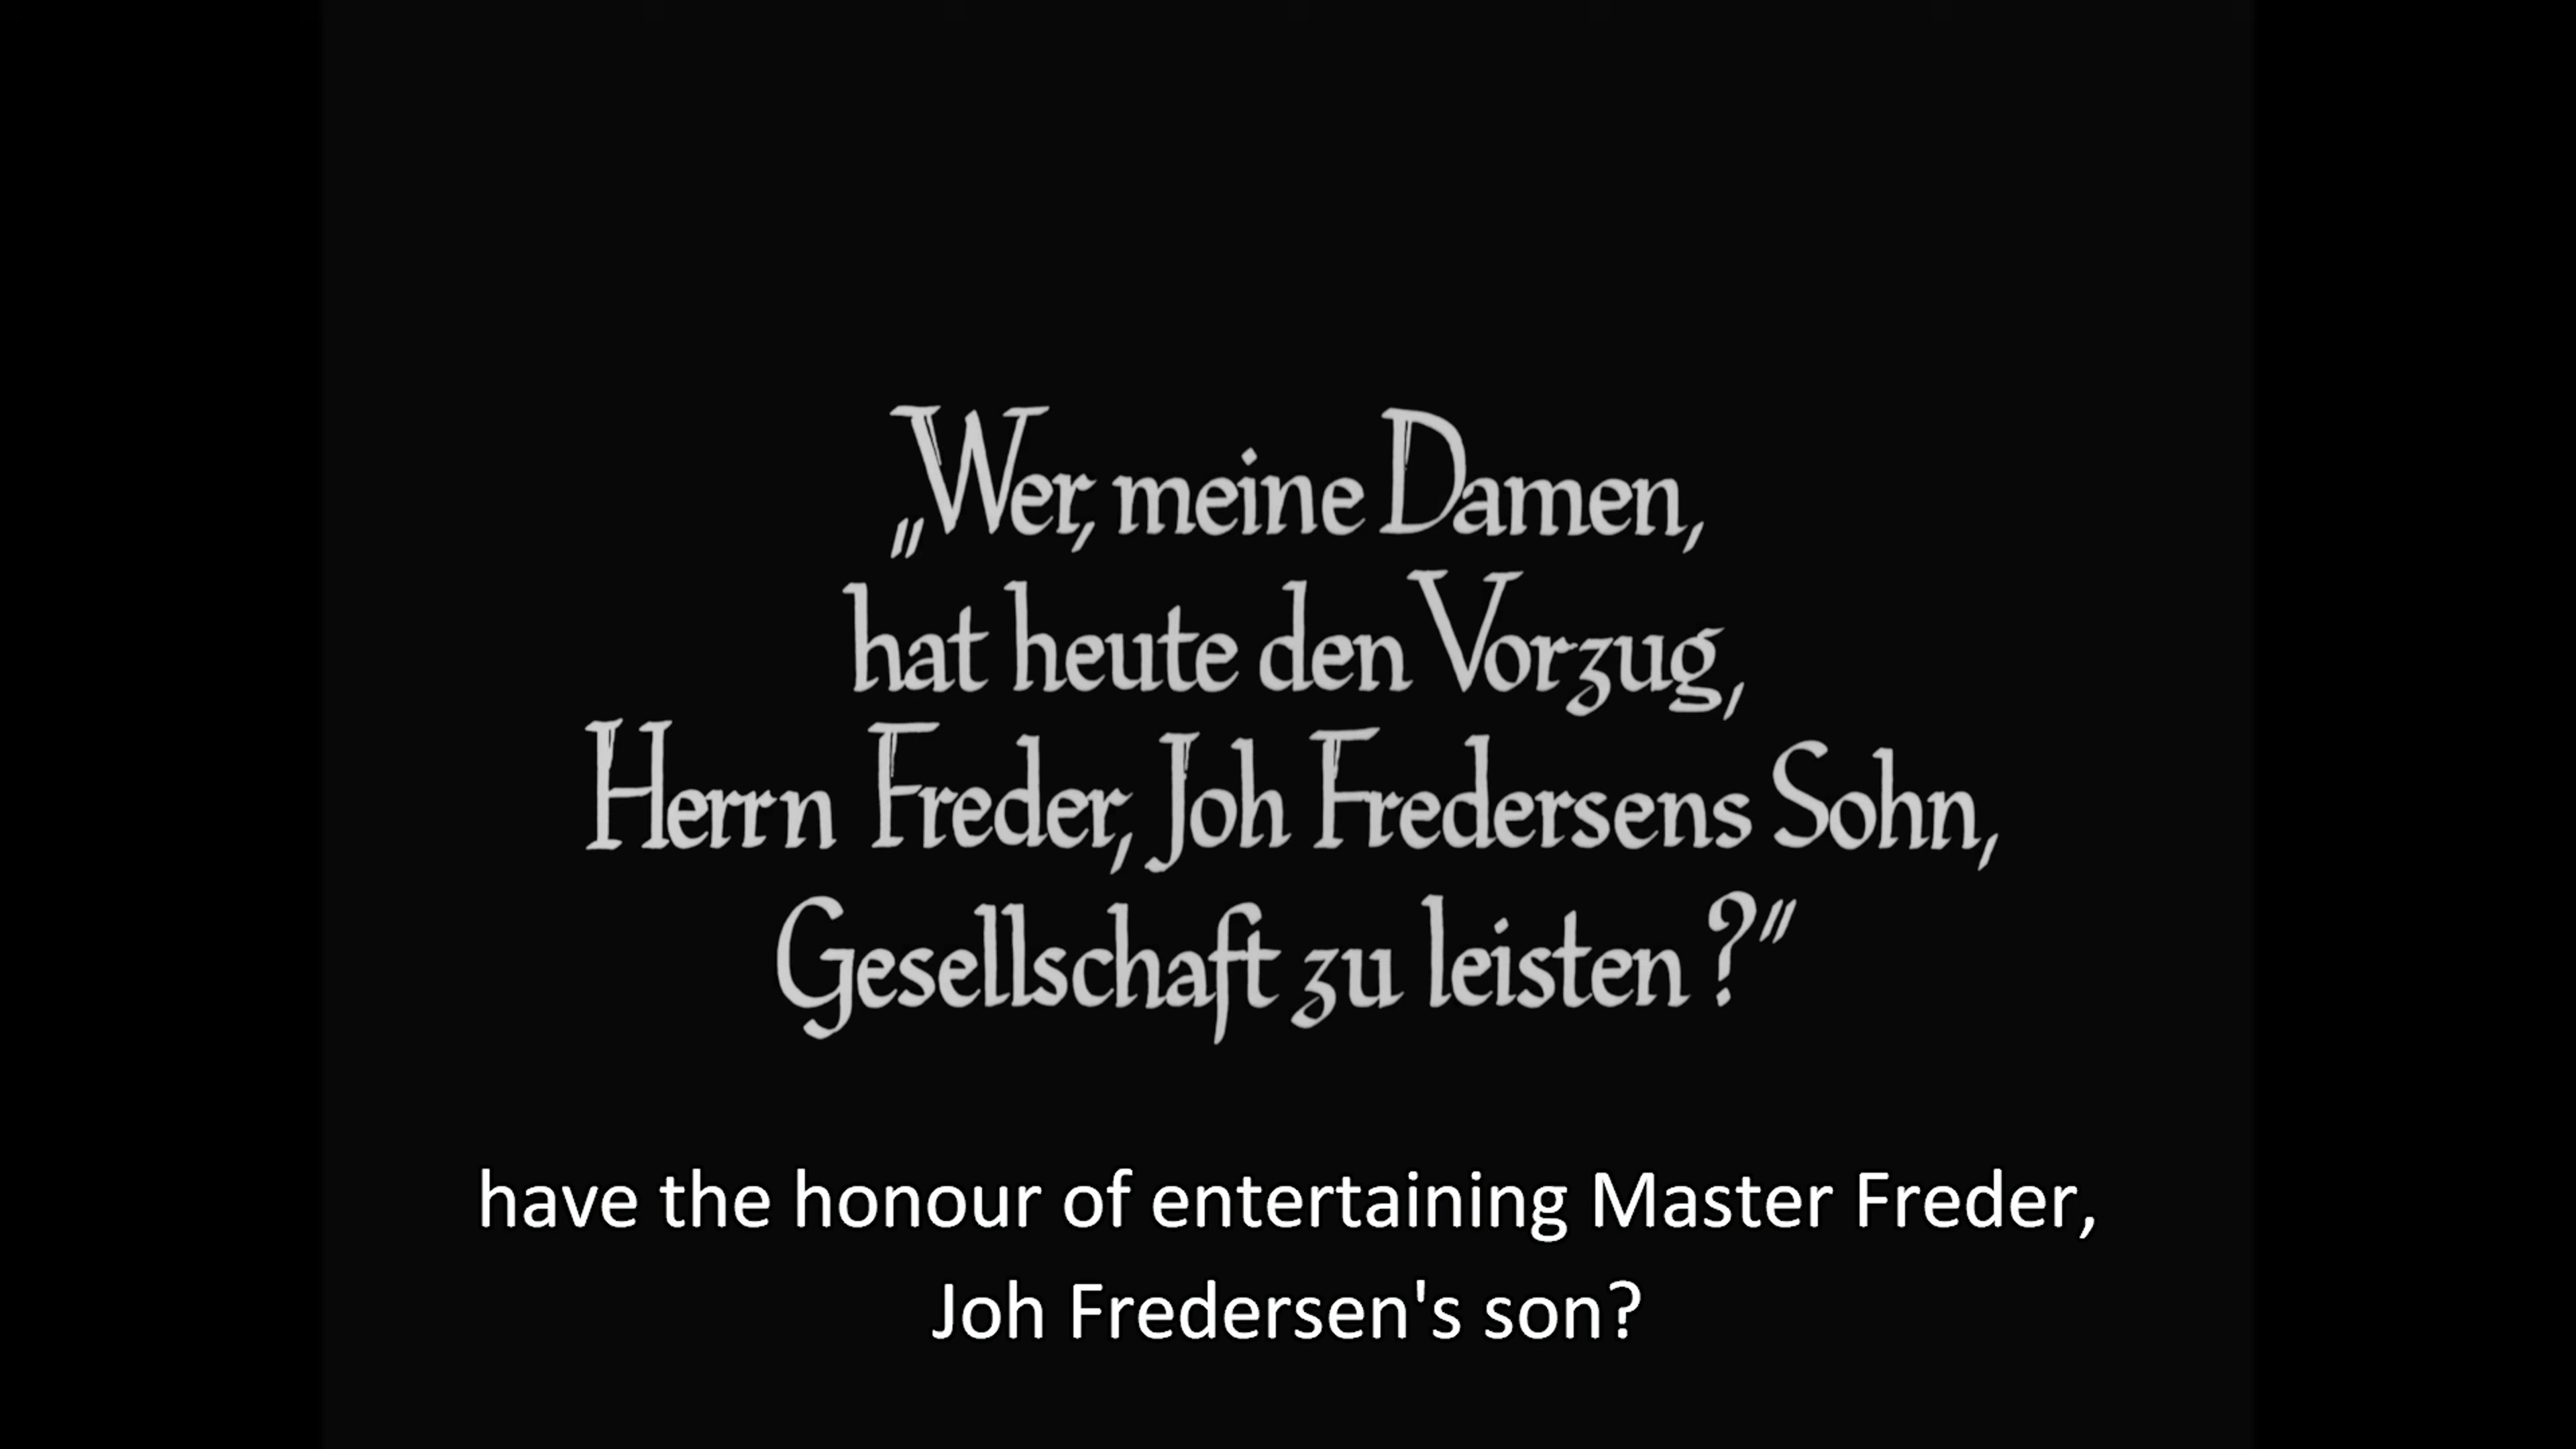 „Wer, meine Damen,
hat heute den Vorzug,
Herrn Freder, Joh Fredersens Sohn,
Gesellschaft zu leisten?”
have the honour of entertaining Master Freder,
Joh Fredersen's son?